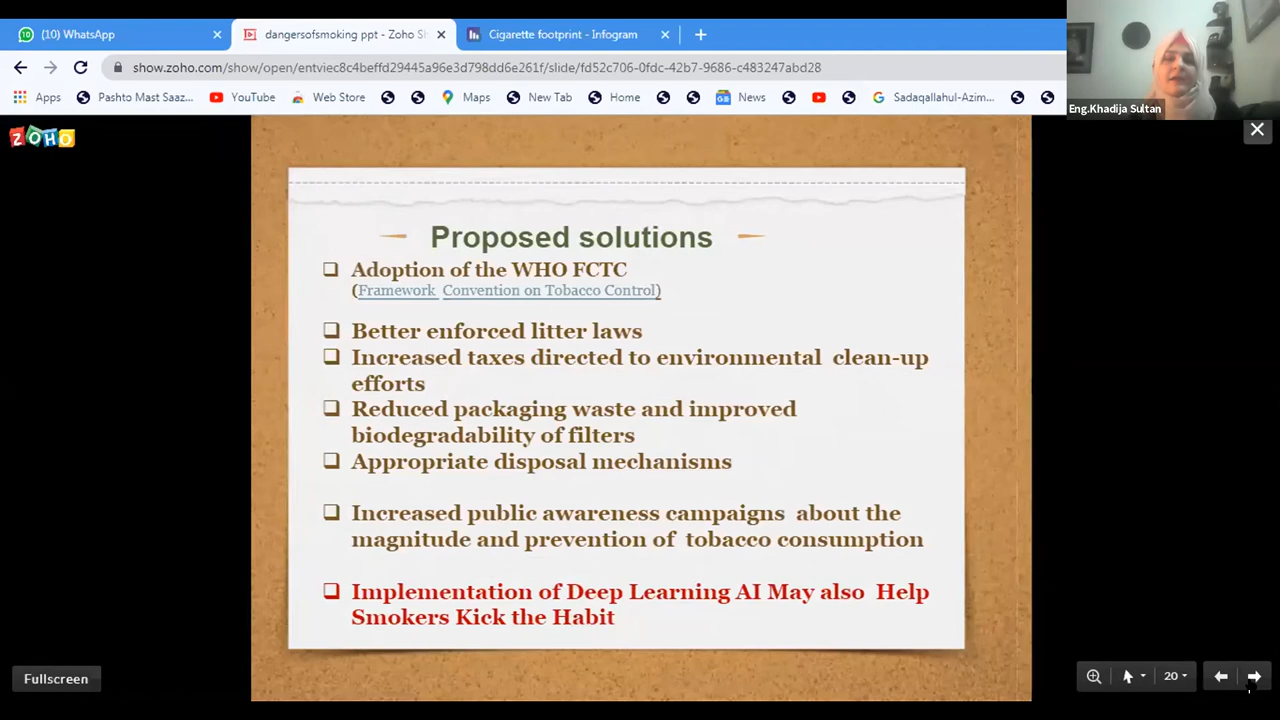 (10) WhatsApp
dangersofsmoking ppt - Zoho Sh
Cigarette footprint - Infogram
show.zoho.com/show/open/entviec8c4beffd29445a96e3d798dd6e261f/slide/fd52c706-0fdc-42b7-9686-c483247abd28
Apps Pashto Mast Saaz... YouTube Web Store Maps New Tab Home News Sadaqallahul-Azim...
Eng.Khadija Sultan
ZOHO
Proposed solutions
Adoption of the WHO FCTC
(Framework Convention on Tobacco Control)
Better enforced litter laws
Increased taxes directed to environmental clean-up
efforts
Reduced packaging waste and improved
biodegradability of filters
Appropriate disposal mechanisms
Increased public awareness campaigns about the
magnitude and prevention of tobacco consumption
Implementation of Deep Learning AI May also Help
Smokers Kick the Habit
Fullscreen
20